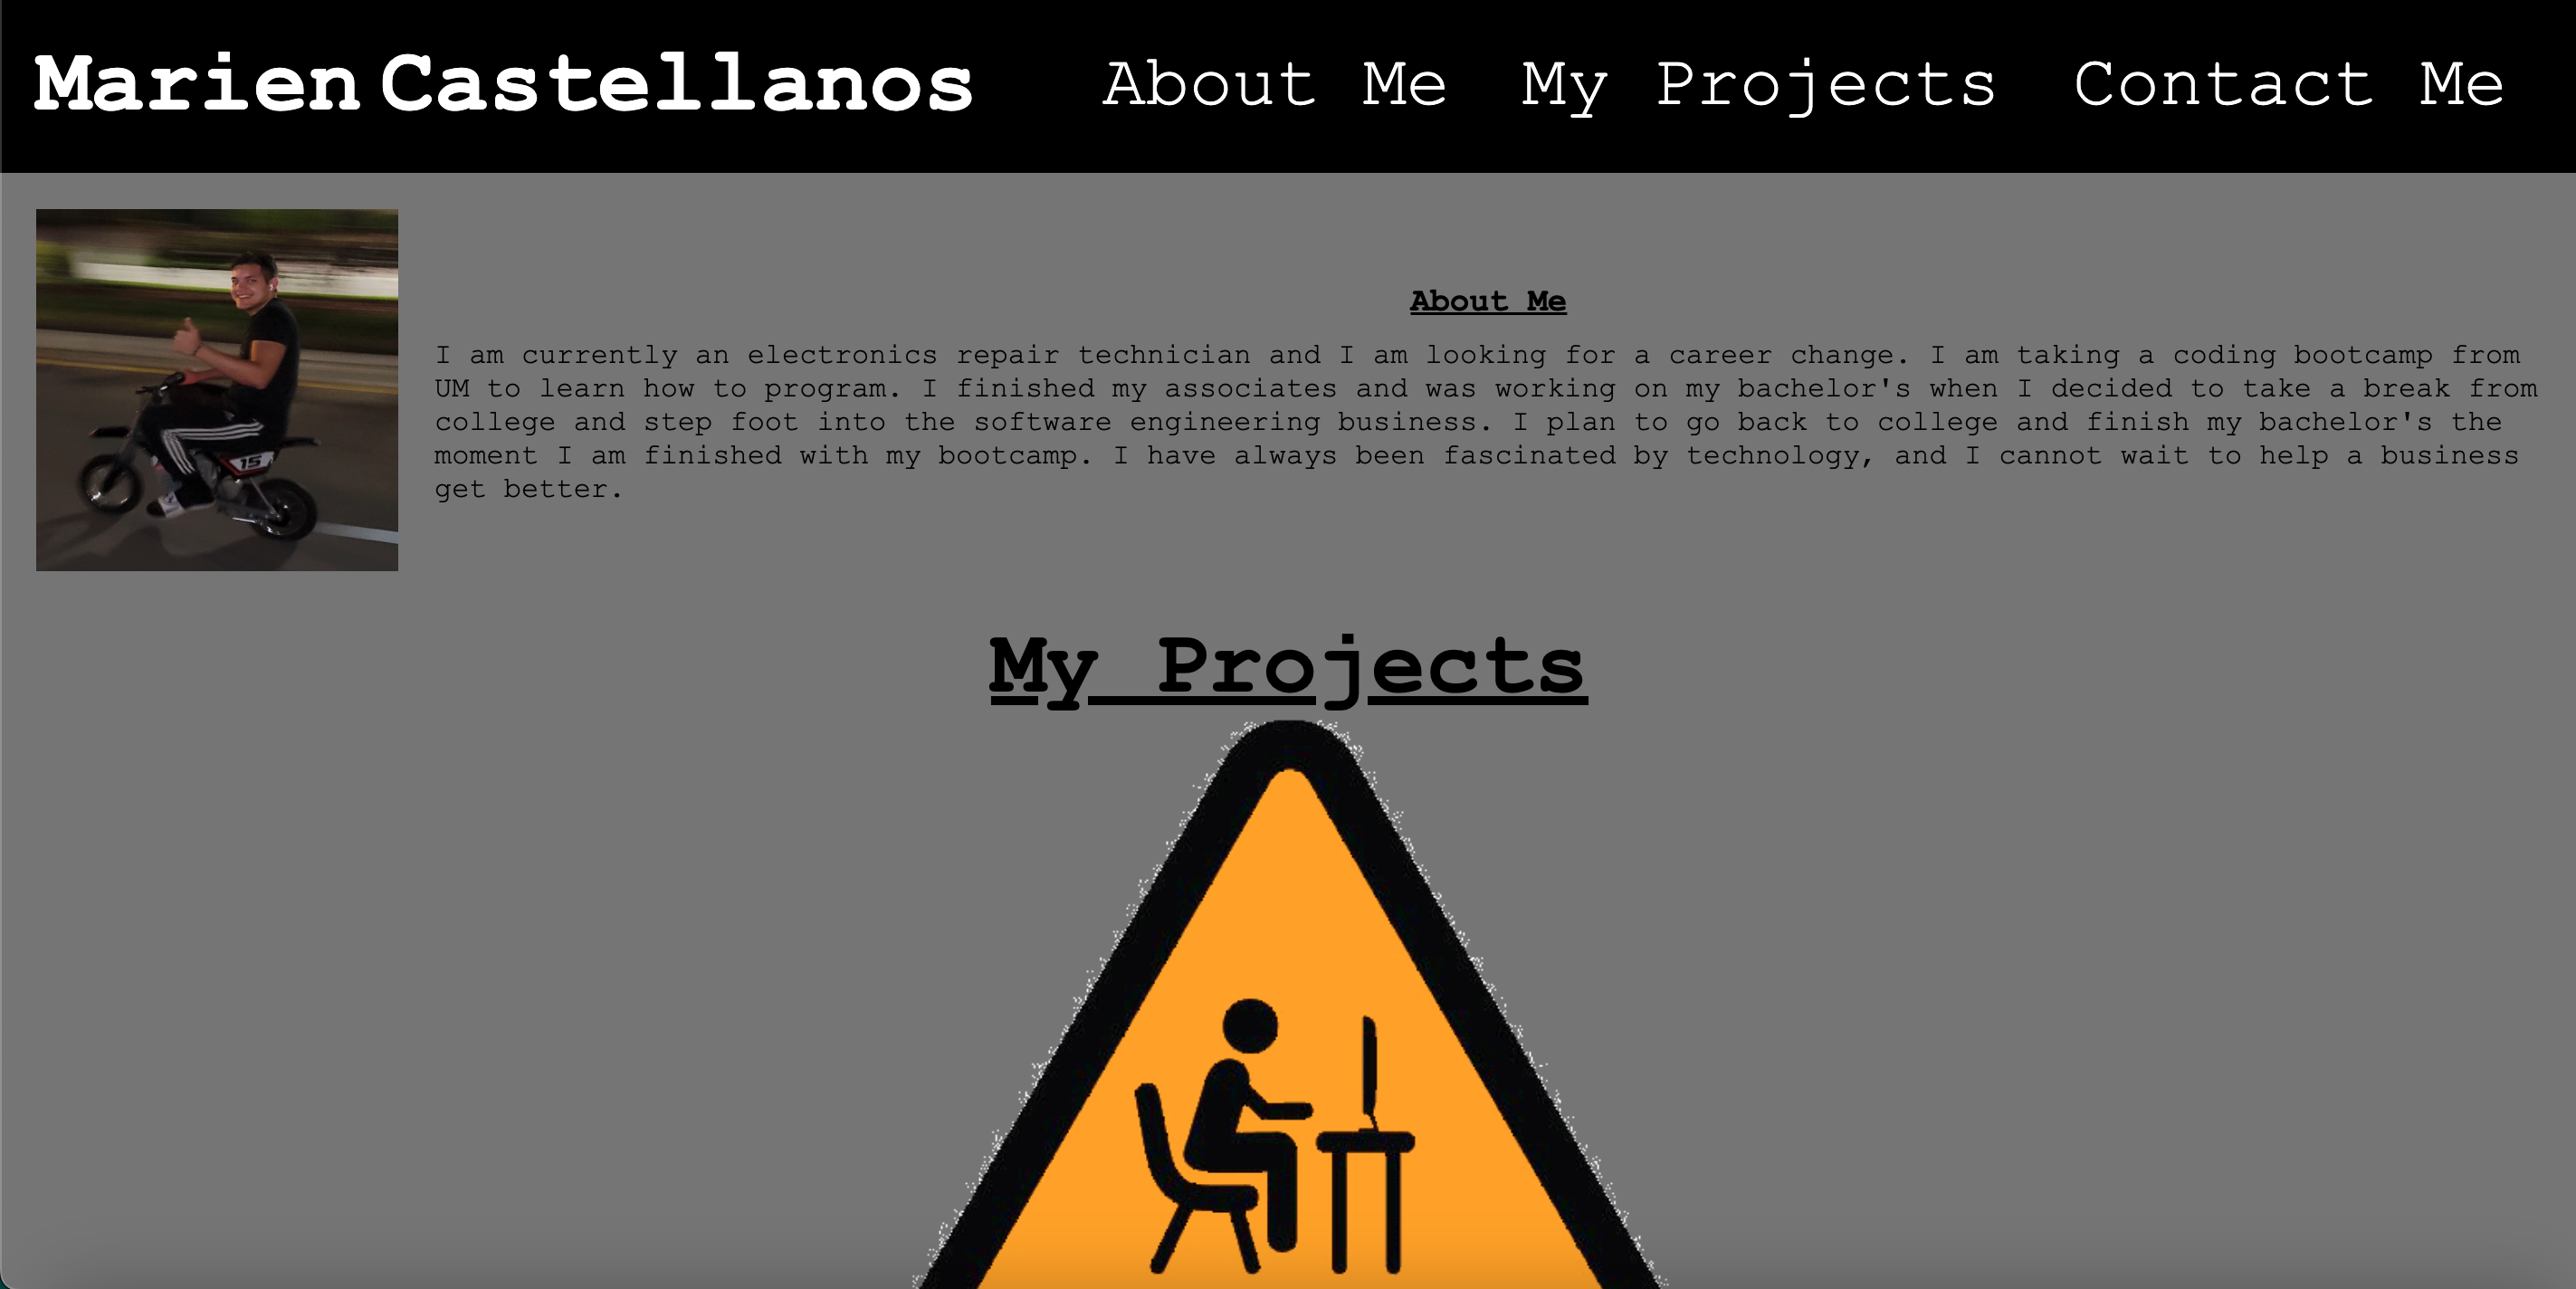 Marien Castellanos About Me My Projects Contact Me
15
About Me
I am currently an electronics repair technician and I am looking for a career change. I am taking a coding bootcamp from
UM to learn how to program. I finished my associates and was working on my bachelor's when I decided to take a break from
college and step foot into the software engineering business. I plan to go back to college and finish my bachelor's the
moment I am finished with my bootcamp. I have always been fascinated by technology, and I cannot wait to help a business
get better.
My Projects